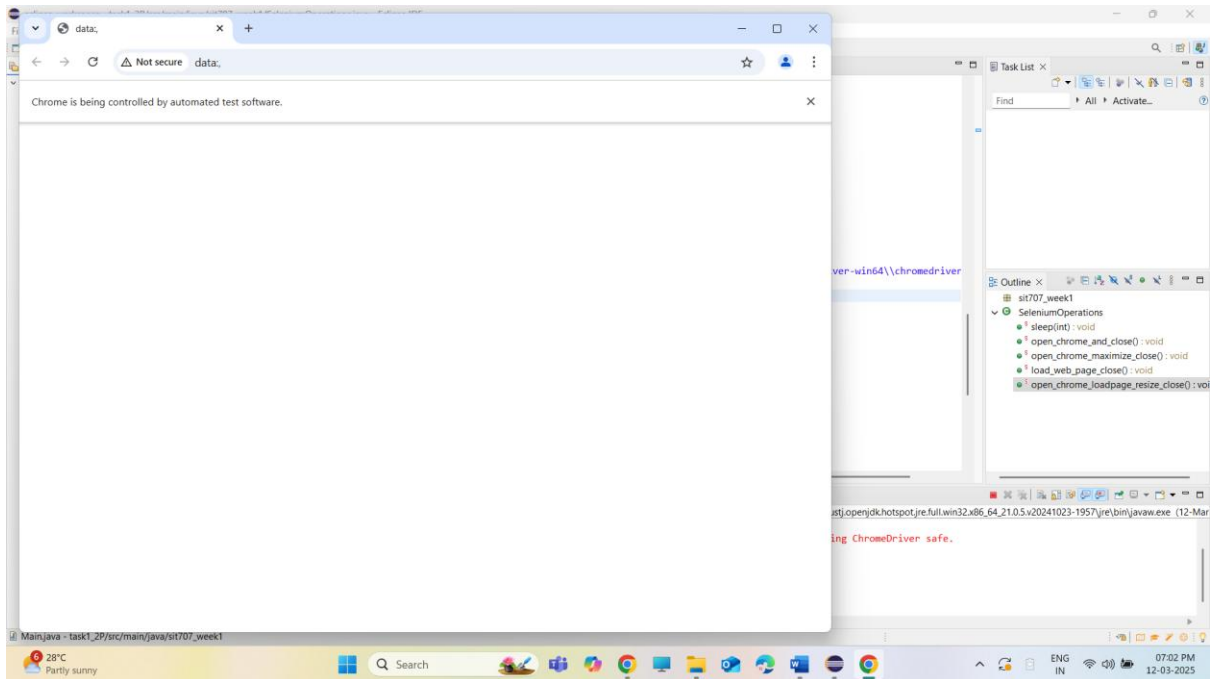 data:,
Not secure data:,
Chrome is being controlled by automated test software.
Task List
Find All Activate...
ver-win64\\chromedriver
Outline
sit707_week1
SeleniumOperations
sleep(int) : void
open_chrome_and_close() : void
open_chrome_maximize_close() : void
load_web_page_close() : void
open_chrome_loadpage_resize_close() : voi
ustj.openjdk.hotspot.jre.full.win32.x86_64_21.0.5.v20241023-1957\jre\bin\javaw.exe (12-Mar
ing ChromeDriver safe.
Main.java - task1_2P/src/main/java/sit707_week1
6
28°C
Partly sunny
Search
ENG
IN
07:02 PM
12-03-2025